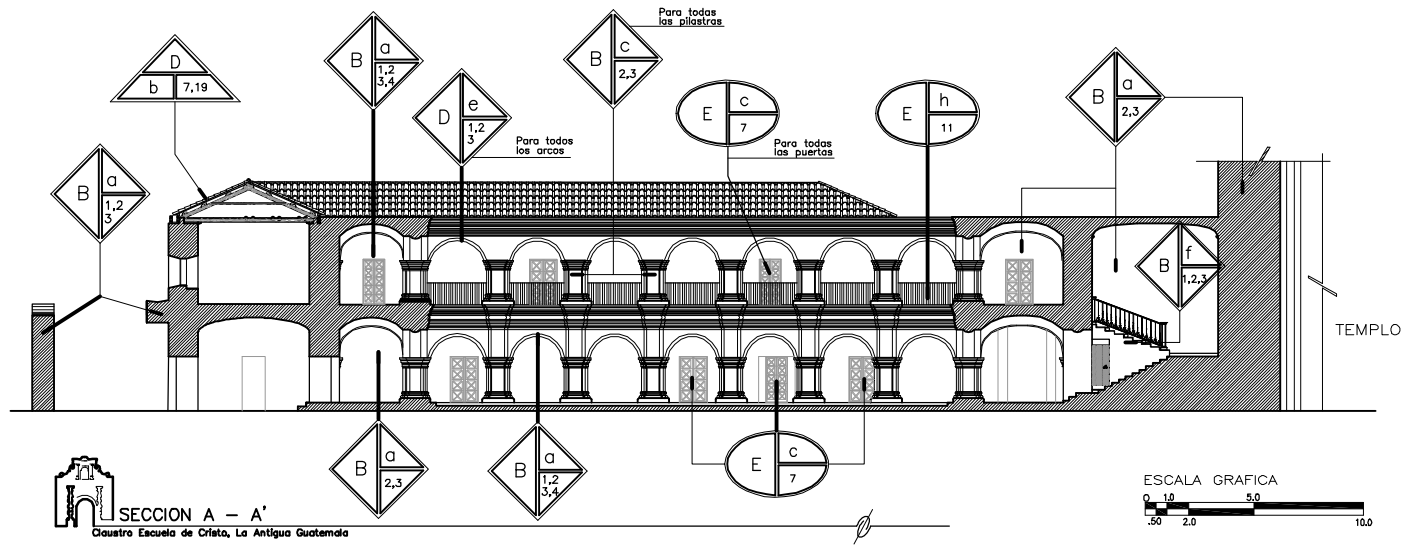 Para todas
las pilastras
B
c
2,3
B
a
1,2
3,4
D
b
7,19
D
e
1,2
3
Para todos
los arcos
E
c
7
Para todas
las puertas
E
h
11
B
a
2,3
B
a
1,2
3
B
f
1,2,3
TEMPLO
B
a
2,3
B
a
1,2
3,4
E
c
7
SECCION A - A'
Claustro Escuela de Cristo, La Antigua Guatemala
ESCALA GRAFICA
0 1.0 5.0
.50 2.0 10.0